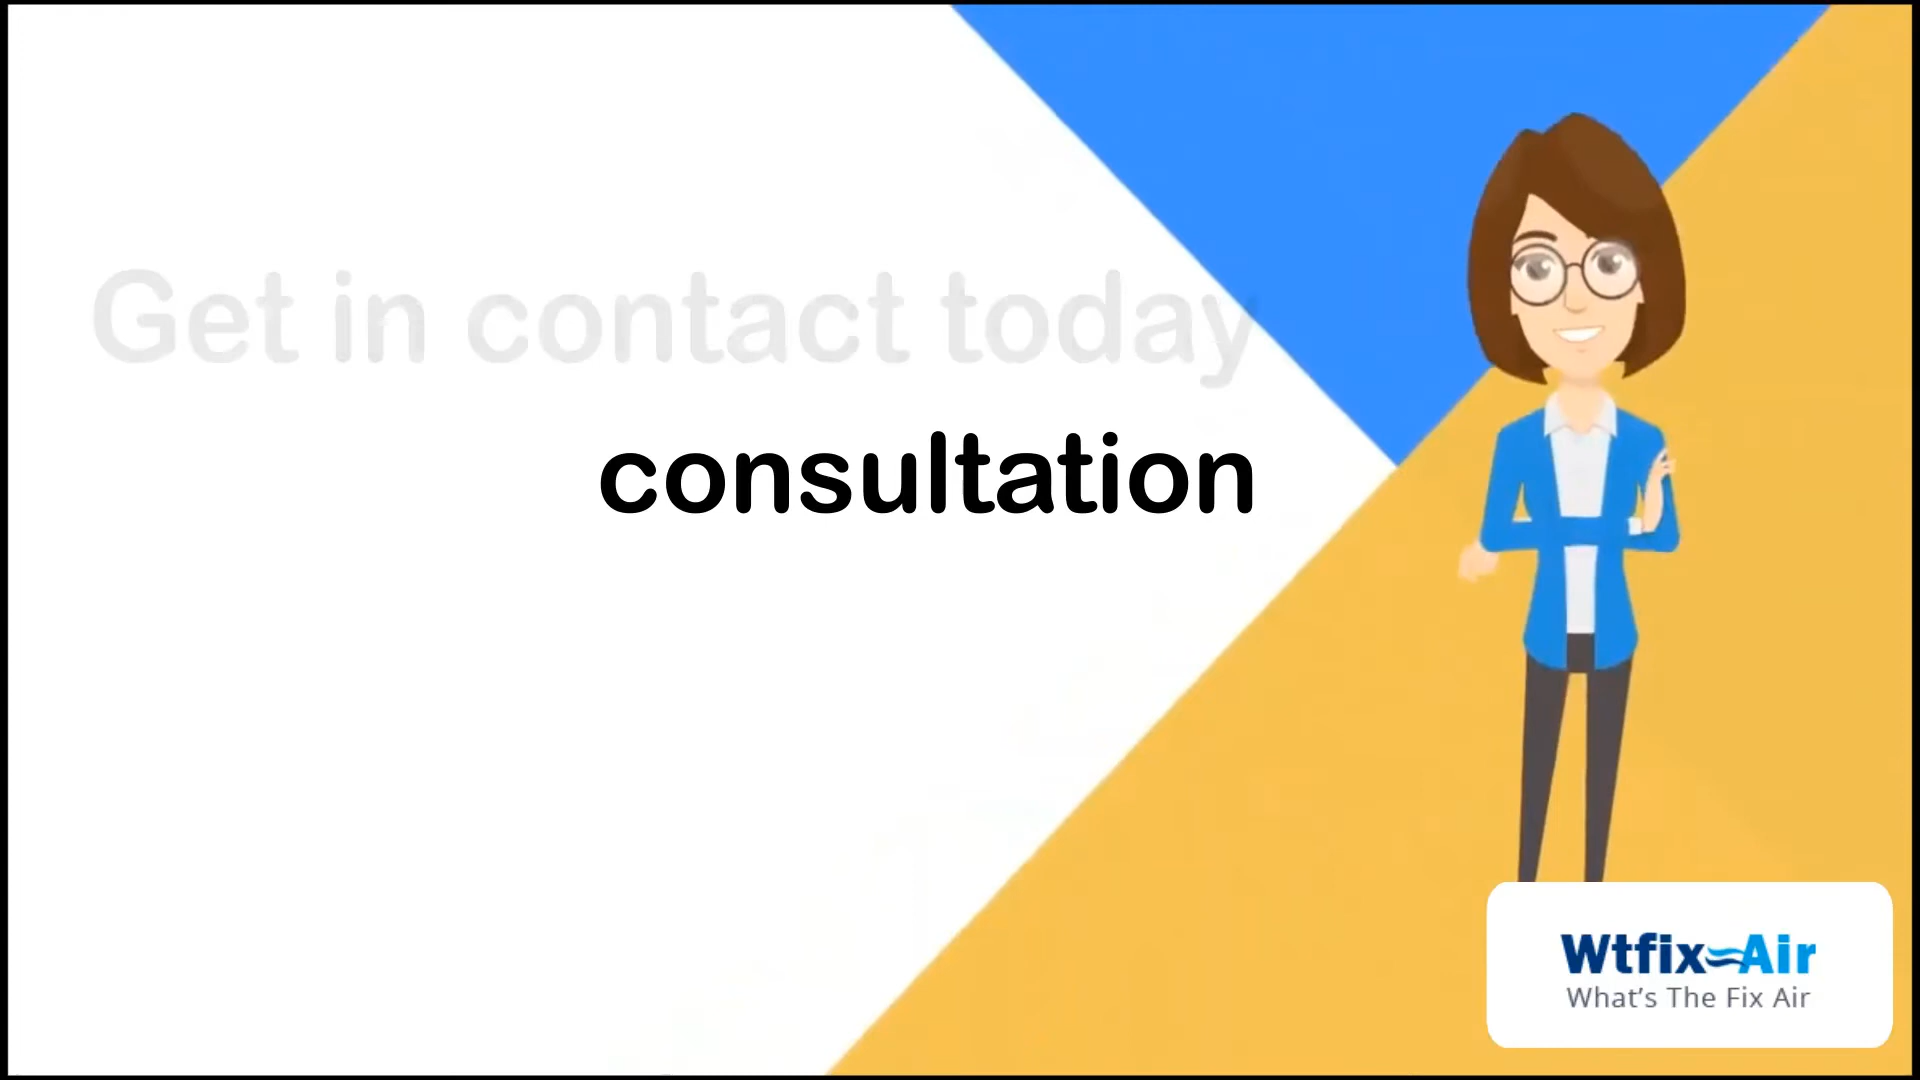 Get in contact today
consultation
Wtfix Air
What's The Fix Air